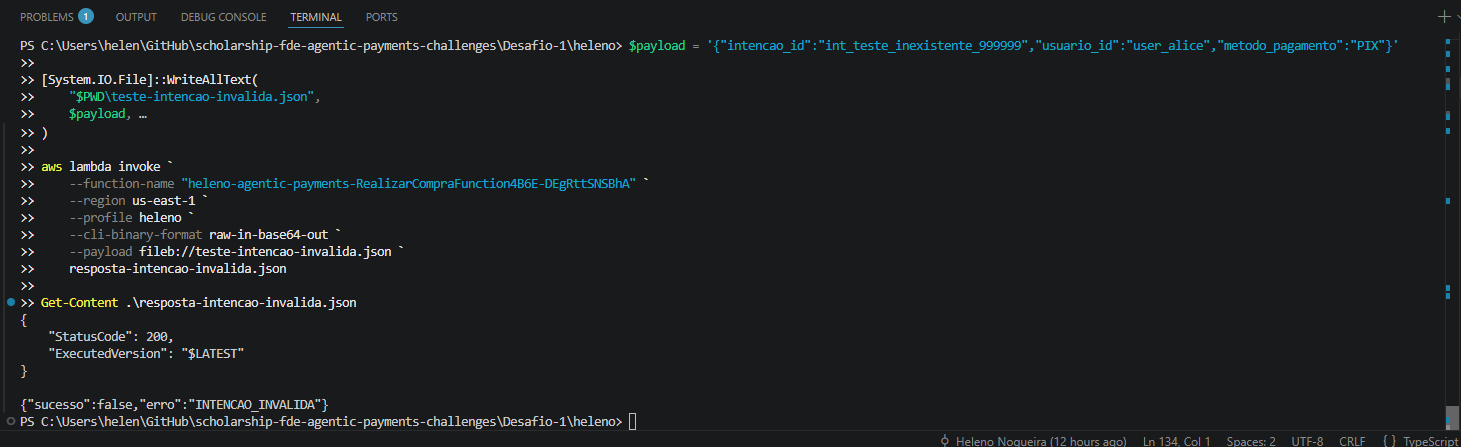 PROBLEMS 1 OUTPUT DEBUG CONSOLE TERMINAL PORTS
PS C:\Users\helen\GitHub\scholarship-fde-agentic-payments-challenges\Desafio-1\heleno> $payload = '{"intencao_id":"int_teste_inexistente_999999","usuario_id":"user_alice","metodo_pagamento":"PIX"}'
>>
>> [System.IO.File]::WriteAllText(
>>     "$PWD\teste-intencao-invalida.json",
>>     $payload, …
>> )
>>
>> aws lambda invoke `
>>     --function-name "heleno-agentic-payments-RealizarCompraFunction4B6E-DEgRttSNSBhA" `
>>     --region us-east-1 `
>>     --profile heleno `
>>     --cli-binary-format raw-in-base64-out `
>>     --payload fileb://teste-intencao-invalida.json `
>>     resposta-intencao-invalida.json
>>
>> Get-Content .\resposta-intencao-invalida.json
{
    "StatusCode": 200,
    "ExecutedVersion": "$LATEST"
}
{"sucesso":false,"erro":"INTENCAO_INVALIDA"}
PS C:\Users\helen\GitHub\scholarship-fde-agentic-payments-challenges\Desafio-1\heleno>
Heleno Nogueira (12 hours ago) Ln 134, Col 1 Spaces: 2 UTF-8 CRLF { } TypeScript